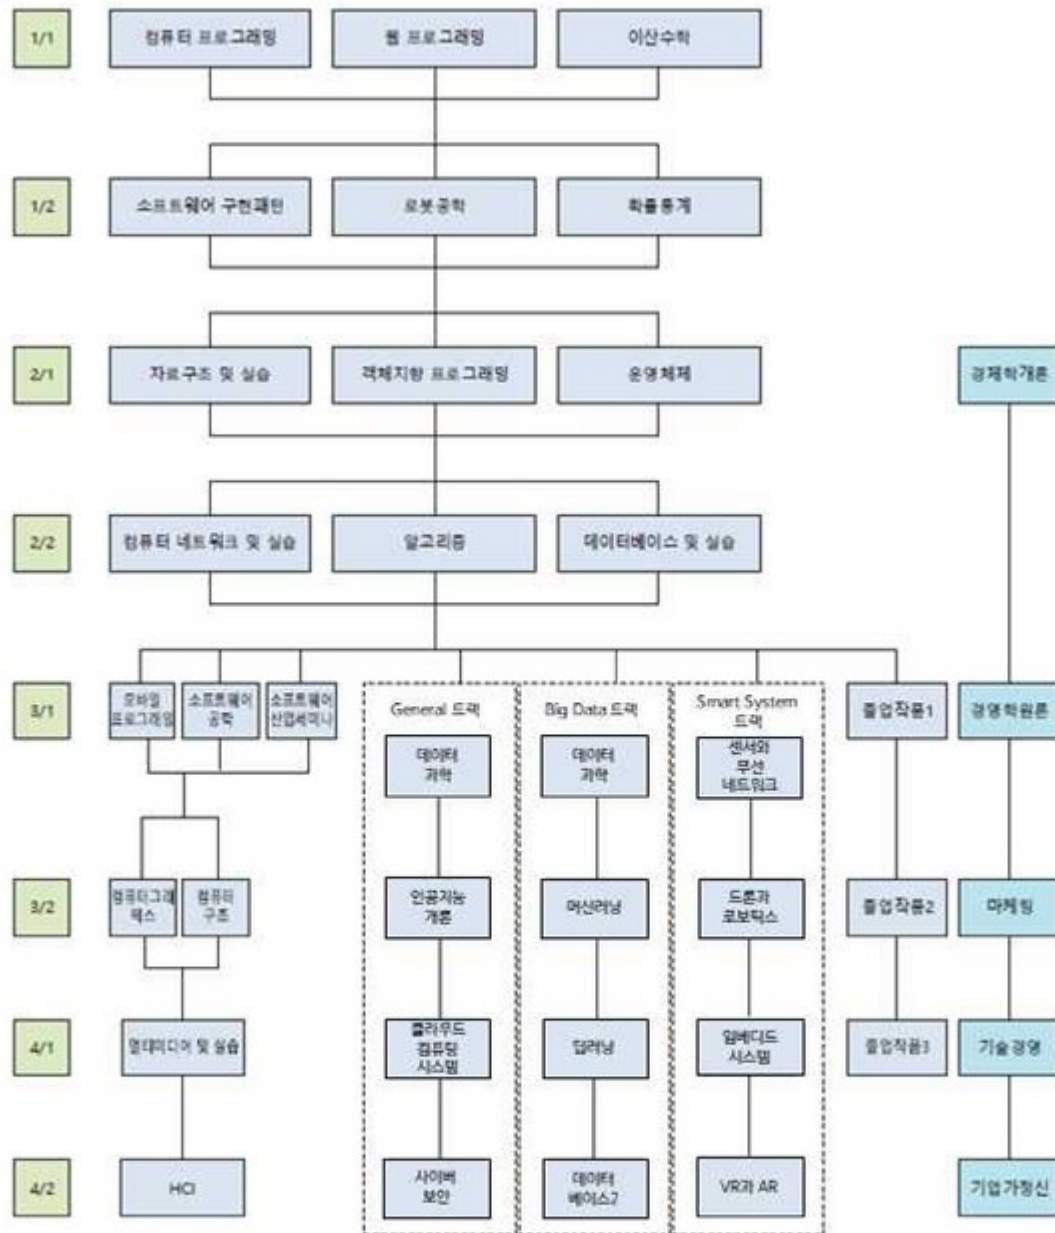 1/1
컴퓨터 프로그래밍
웹 프로그래밍
이산수학
1/2
소프트웨어 구현패턴
로봇공학
확률통계
2/1
자료구조 및 실습
객체지향 프로그래밍
운영체제
경제학개론
2/2
컴퓨터 네트워크 및 실습
알고리즘
데이터베이스 및 실습
3/1
모바일
프로그래밍
소프트웨어
공학
소프트웨어
산업세미나
General 트랙
데이터
과학
Big Data 트랙
데이터
과학
Smart System
트랙
센서와
무선
네트워크
졸업작품1
경영학원론
3/2
컴퓨터그래
픽스
컴퓨터
구조
인공지능
개론
머신러닝
드론과
로보틱스
졸업작품2
마케팅
4/1
멀티미디어 및 실습
클라우드
컴퓨팅
시스템
딥러닝
임베디드
시스템
졸업작품3
기술경영
4/2
HCI
사이버
보안
데이터
베이스2
VR과 AR
기업가정신